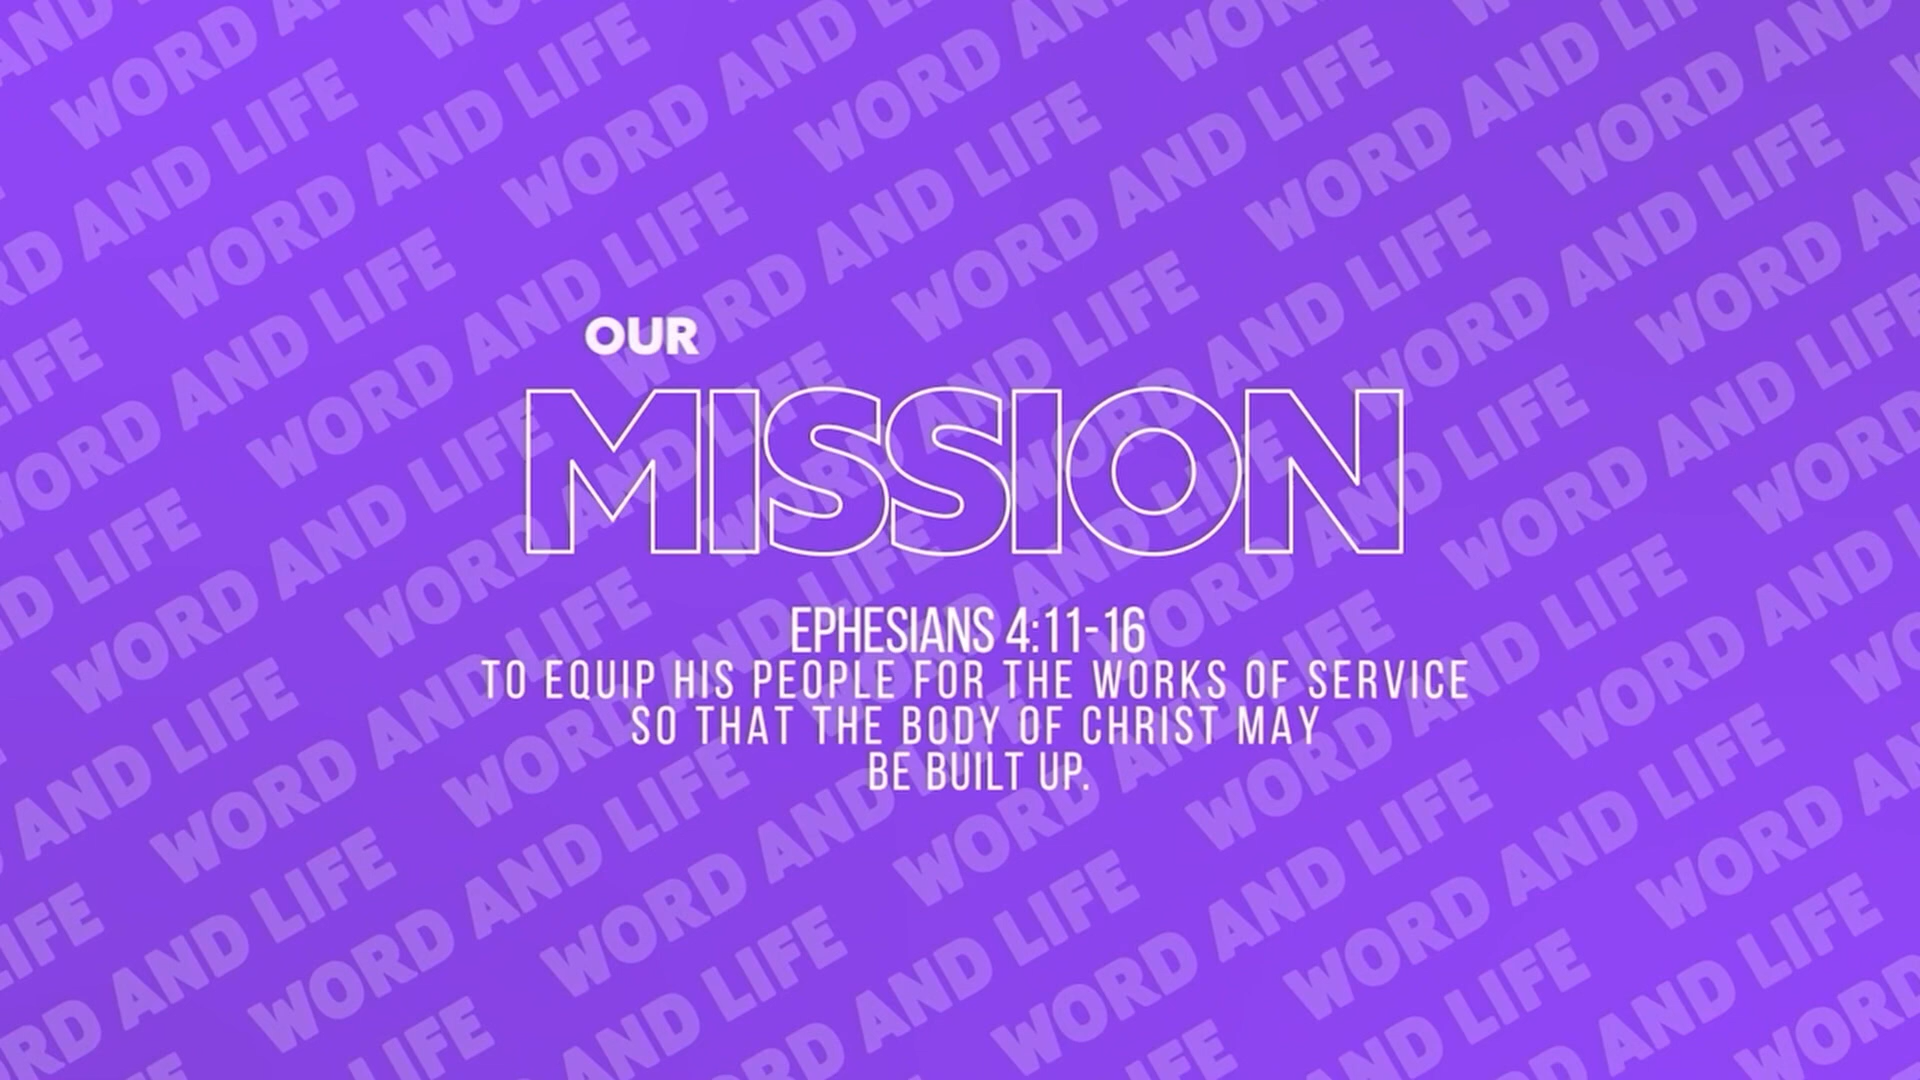 OUR
MISSION
EPHESIANS 4:11-16
TO EQUIP HIS PEOPLE FOR THE WORKS OF SERVICE
SO THAT THE BODY OF CHRIST MAY
BE BUILT UP.
WORD AND LIFE